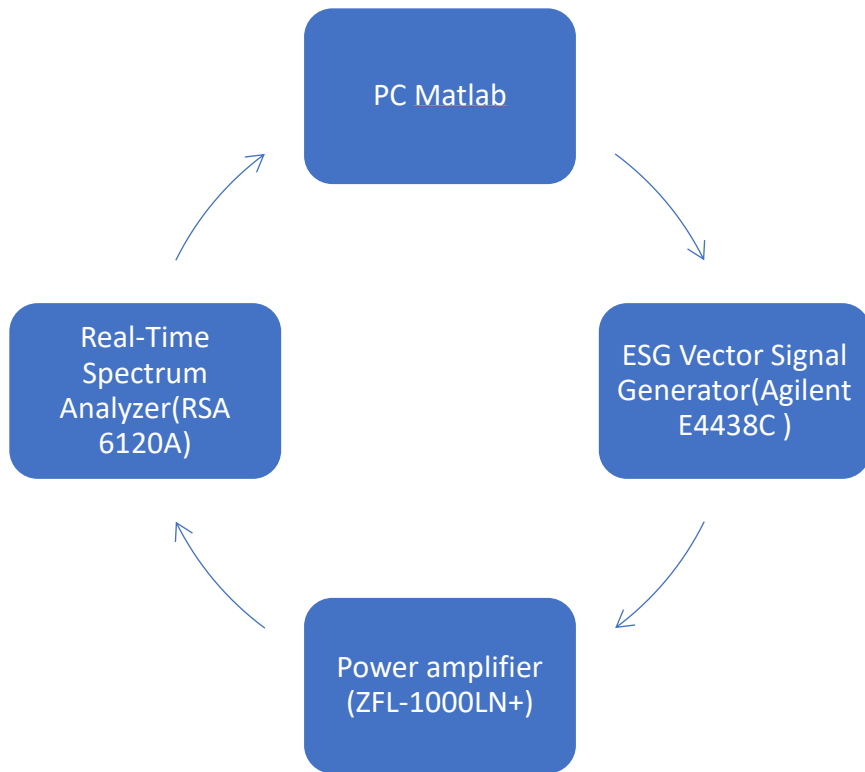 PC Matlab
ESG Vector Signal
Generator(Agilent
E4438C )
Power amplifier
(ZFL-1000LN+)
Real-Time
Spectrum
Analyzer(RSA
6120A)